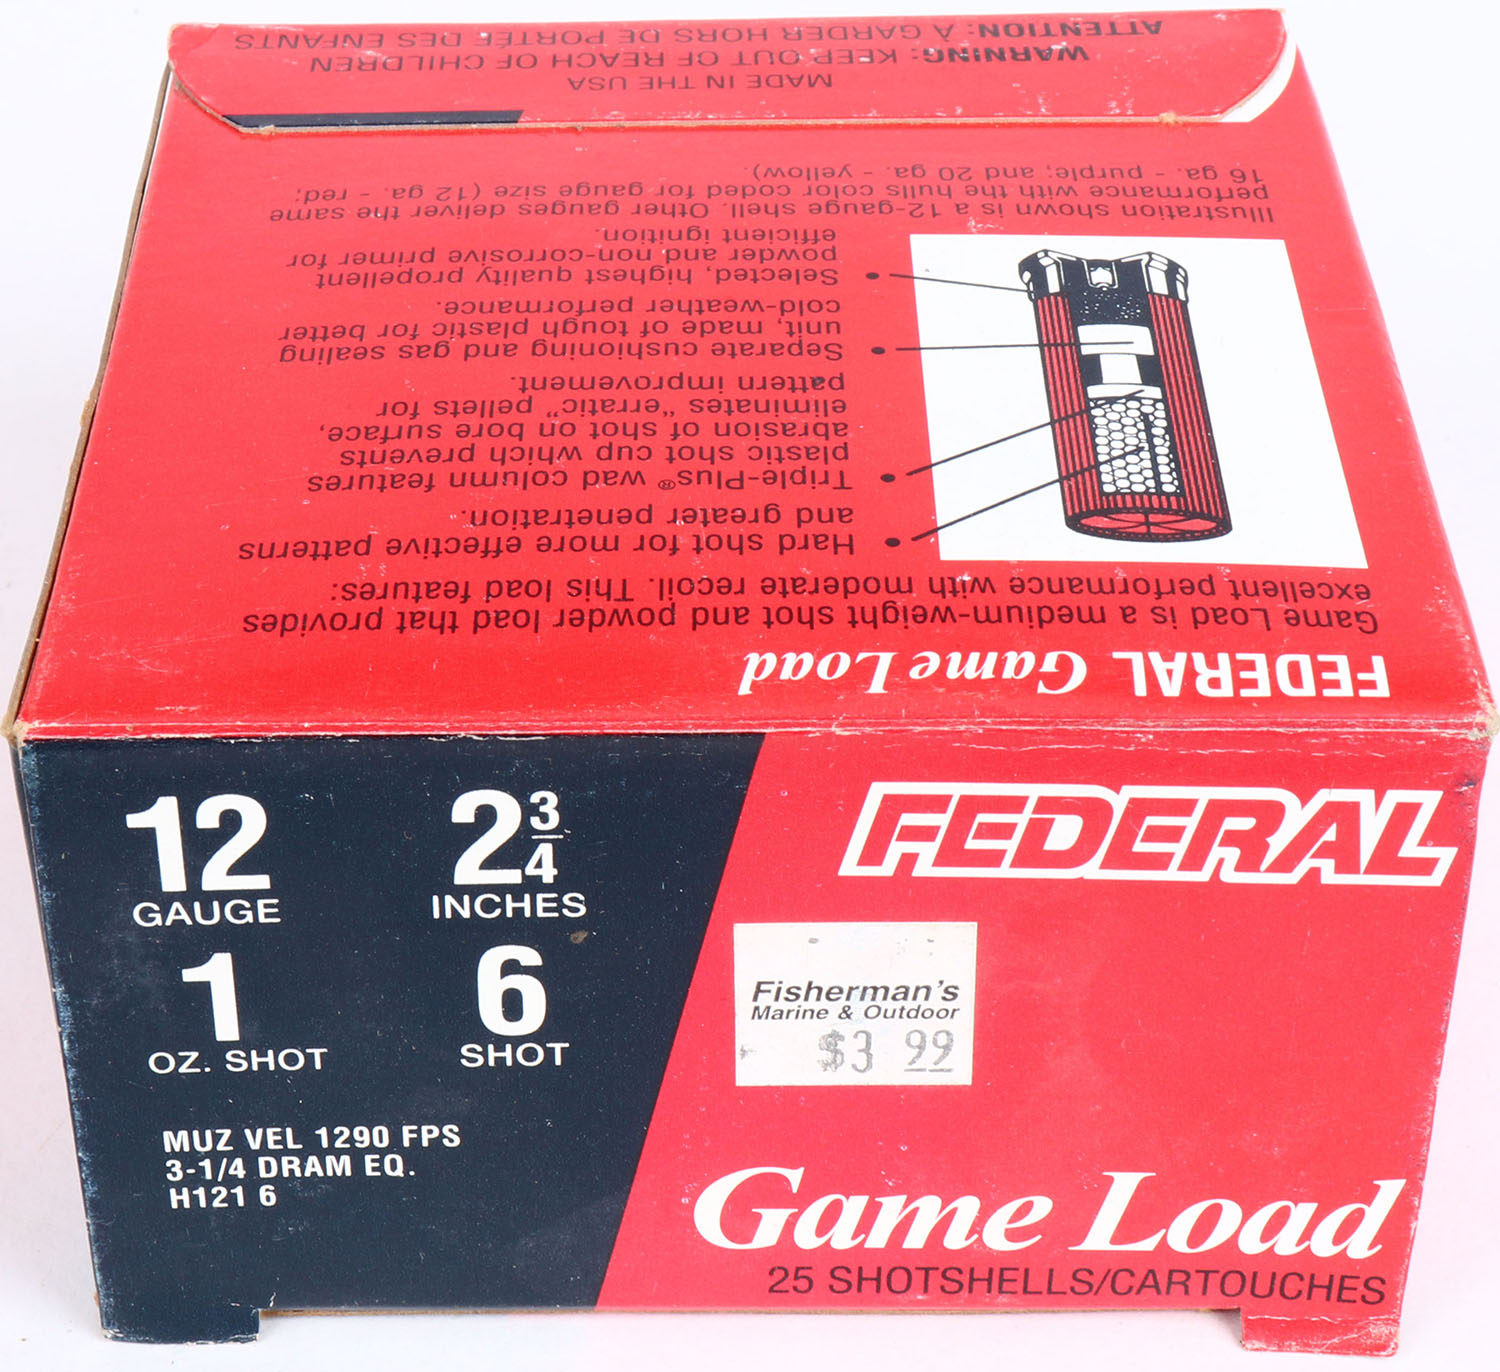 ATTENTION: À GARDER HORS DE PORTÉE DES ENFANTS
WARNING: KEEP OUT OF REACH OF CHILDREN
MADE IN THE USA
FEDERAL Game Load
Game Load is a medium-weight shot and powder load that provides
excellent performance with moderate recoil. This load features:
• Hard shot for more effective patterns
and greater penetration.
• Triple-Plus® wad column features
plastic shot cup which prevents
abrasion of shot on bore surface,
eliminates "erratic" pellets for
pattern improvement.
• Separate cushioning and gas sealing
unit, made of tough plastic for better
cold-weather performance.
• Selected, highest quality propellent
powder and non-corrosive primer for
efficient ignition.
Illustration shown is a 12-gauge shell. Other gauges deliver the same
performance with the hulls color coded for gauge size (12 ga. - red;
16 ga. - purple; and 20 ga. - yellow).
12
GAUGE
2 3/4
INCHES
1
OZ. SHOT
6
SHOT
MUZ VEL 1290 FPS
3-1/4 DRAM EQ.
H121 6
FEDERAL
Fisherman's
Marine & Outdoor
$3 99
Game Load
25 SHOTSHELLS/CARTOUCHES